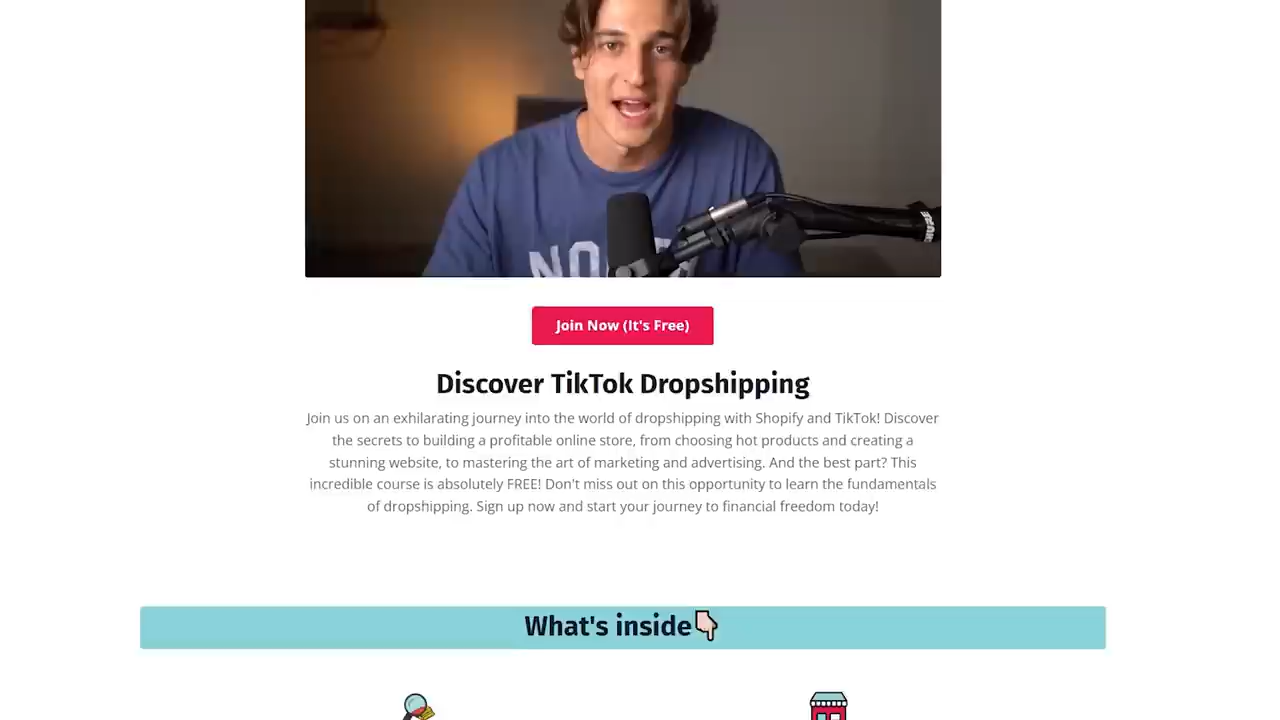 NO
SHURE
Join Now (It's Free)
Discover TikTok Dropshipping
Join us on an exhilarating journey into the world of dropshipping with Shopify and TikTok! Discover
the secrets to building a profitable online store, from choosing hot products and creating a
stunning website, to mastering the art of marketing and advertising. And the best part? This
incredible course is absolutely FREE! Don't miss out on this opportunity to learn the fundamentals
of dropshipping. Sign up now and start your journey to financial freedom today!
What's inside👇🏻